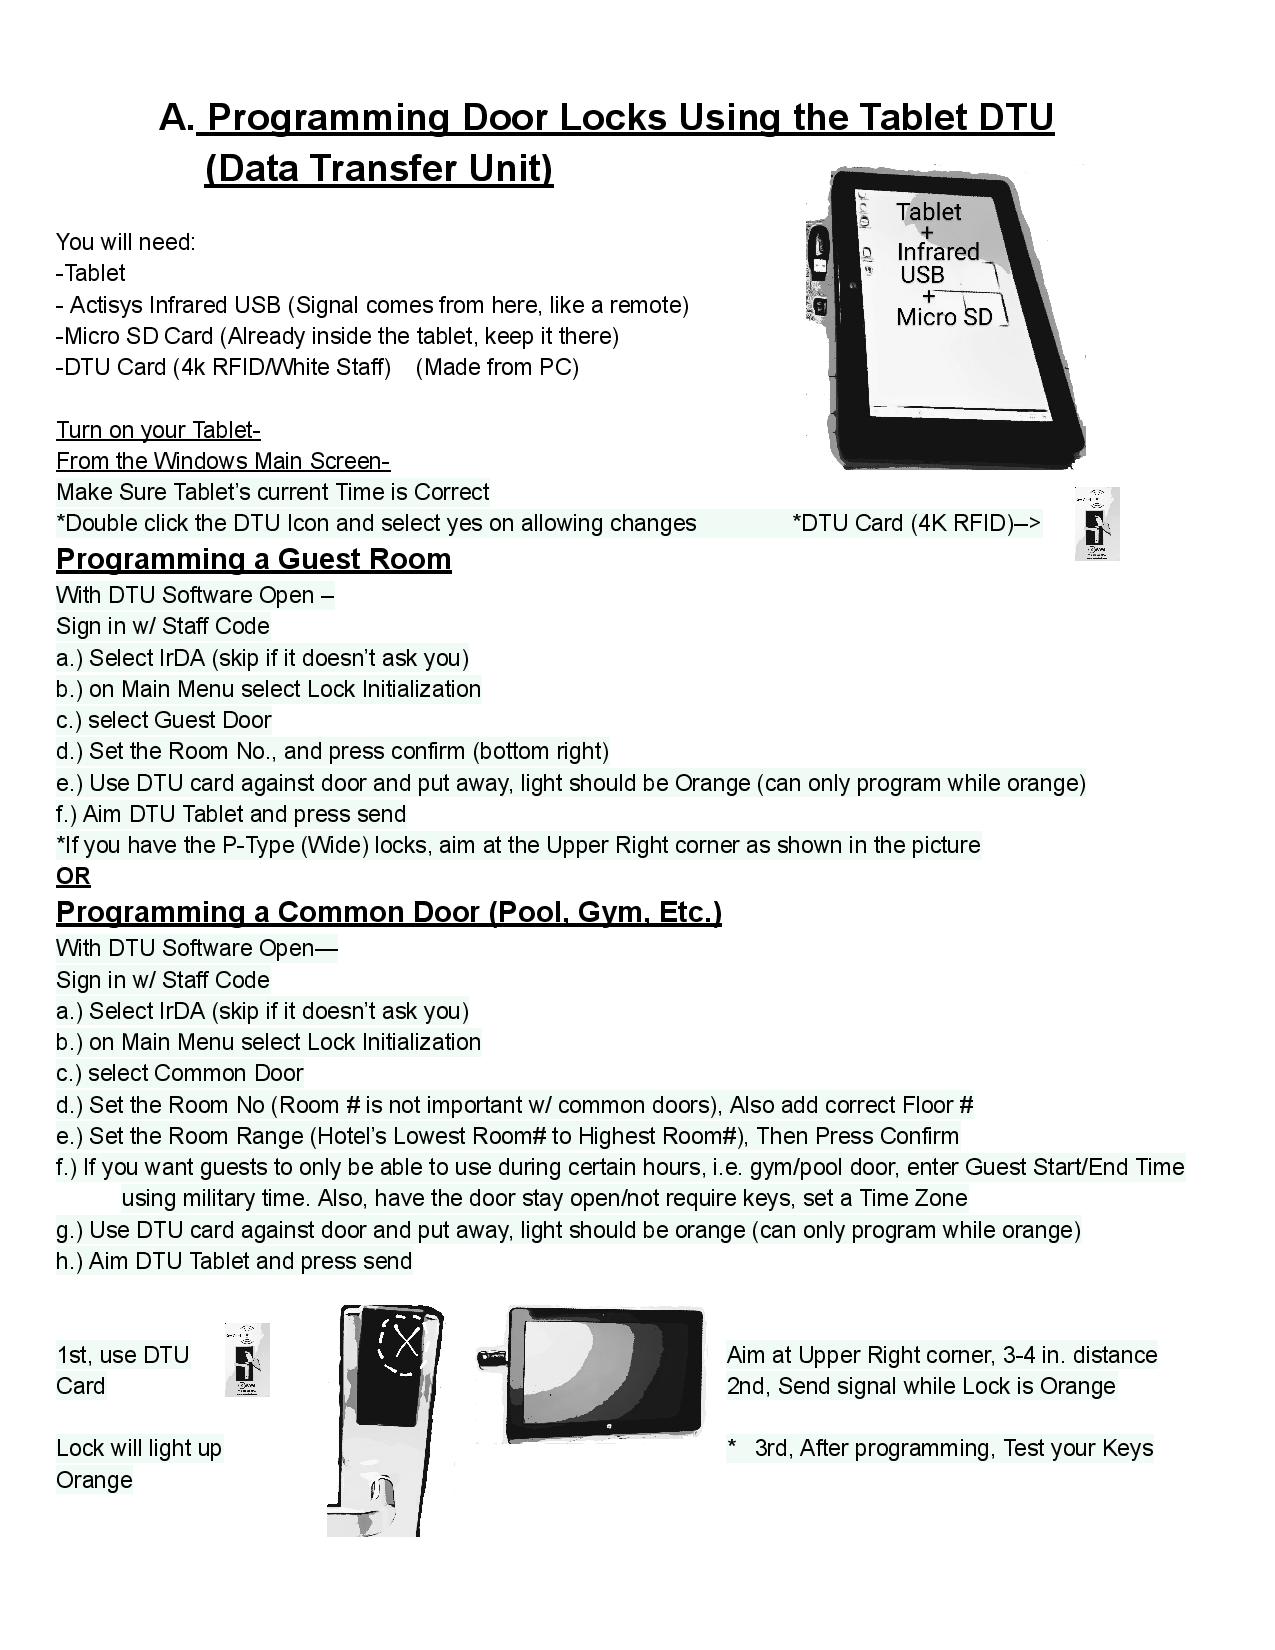 A. Programming Door Locks Using the Tablet DTU
(Data Transfer Unit)
Tablet
+
Infrared
USB
+
Micro SD
You will need:
-Tablet
- Actisys Infrared USB (Signal comes from here, like a remote)
-Micro SD Card (Already inside the tablet, keep it there)
-DTU Card (4k RFID/White Staff) (Made from PC)
Turn on your Tablet-
From the Windows Main Screen-
Make Sure Tablet’s current Time is Correct
*Double click the DTU Icon and select yes on allowing changes *DTU Card (4K RFID)–>
Programming a Guest Room
With DTU Software Open –
Sign in w/ Staff Code
a.) Select IrDA (skip if it doesn’t ask you)
b.) on Main Menu select Lock Initialization
c.) select Guest Door
d.) Set the Room No., and press confirm (bottom right)
e.) Use DTU card against door and put away, light should be Orange (can only program while orange)
f.) Aim DTU Tablet and press send
*If you have the P-Type (Wide) locks, aim at the Upper Right corner as shown in the picture
OR
Programming a Common Door (Pool, Gym, Etc.)
With DTU Software Open—
Sign in w/ Staff Code
a.) Select IrDA (skip if it doesn’t ask you)
b.) on Main Menu select Lock Initialization
c.) select Common Door
d.) Set the Room No (Room # is not important w/ common doors), Also add correct Floor #
e.) Set the Room Range (Hotel’s Lowest Room# to Highest Room#), Then Press Confirm
f.) If you want guests to only be able to use during certain hours, i.e. gym/pool door, enter Guest Start/End Time
using military time. Also, have the door stay open/not require keys, set a Time Zone
g.) Use DTU card against door and put away, light should be orange (can only program while orange)
h.) Aim DTU Tablet and press send
1st, use DTU
Card
Lock will light up
Orange
X
Aim at Upper Right corner, 3-4 in. distance
2nd, Send signal while Lock is Orange
* 3rd, After programming, Test your Keys